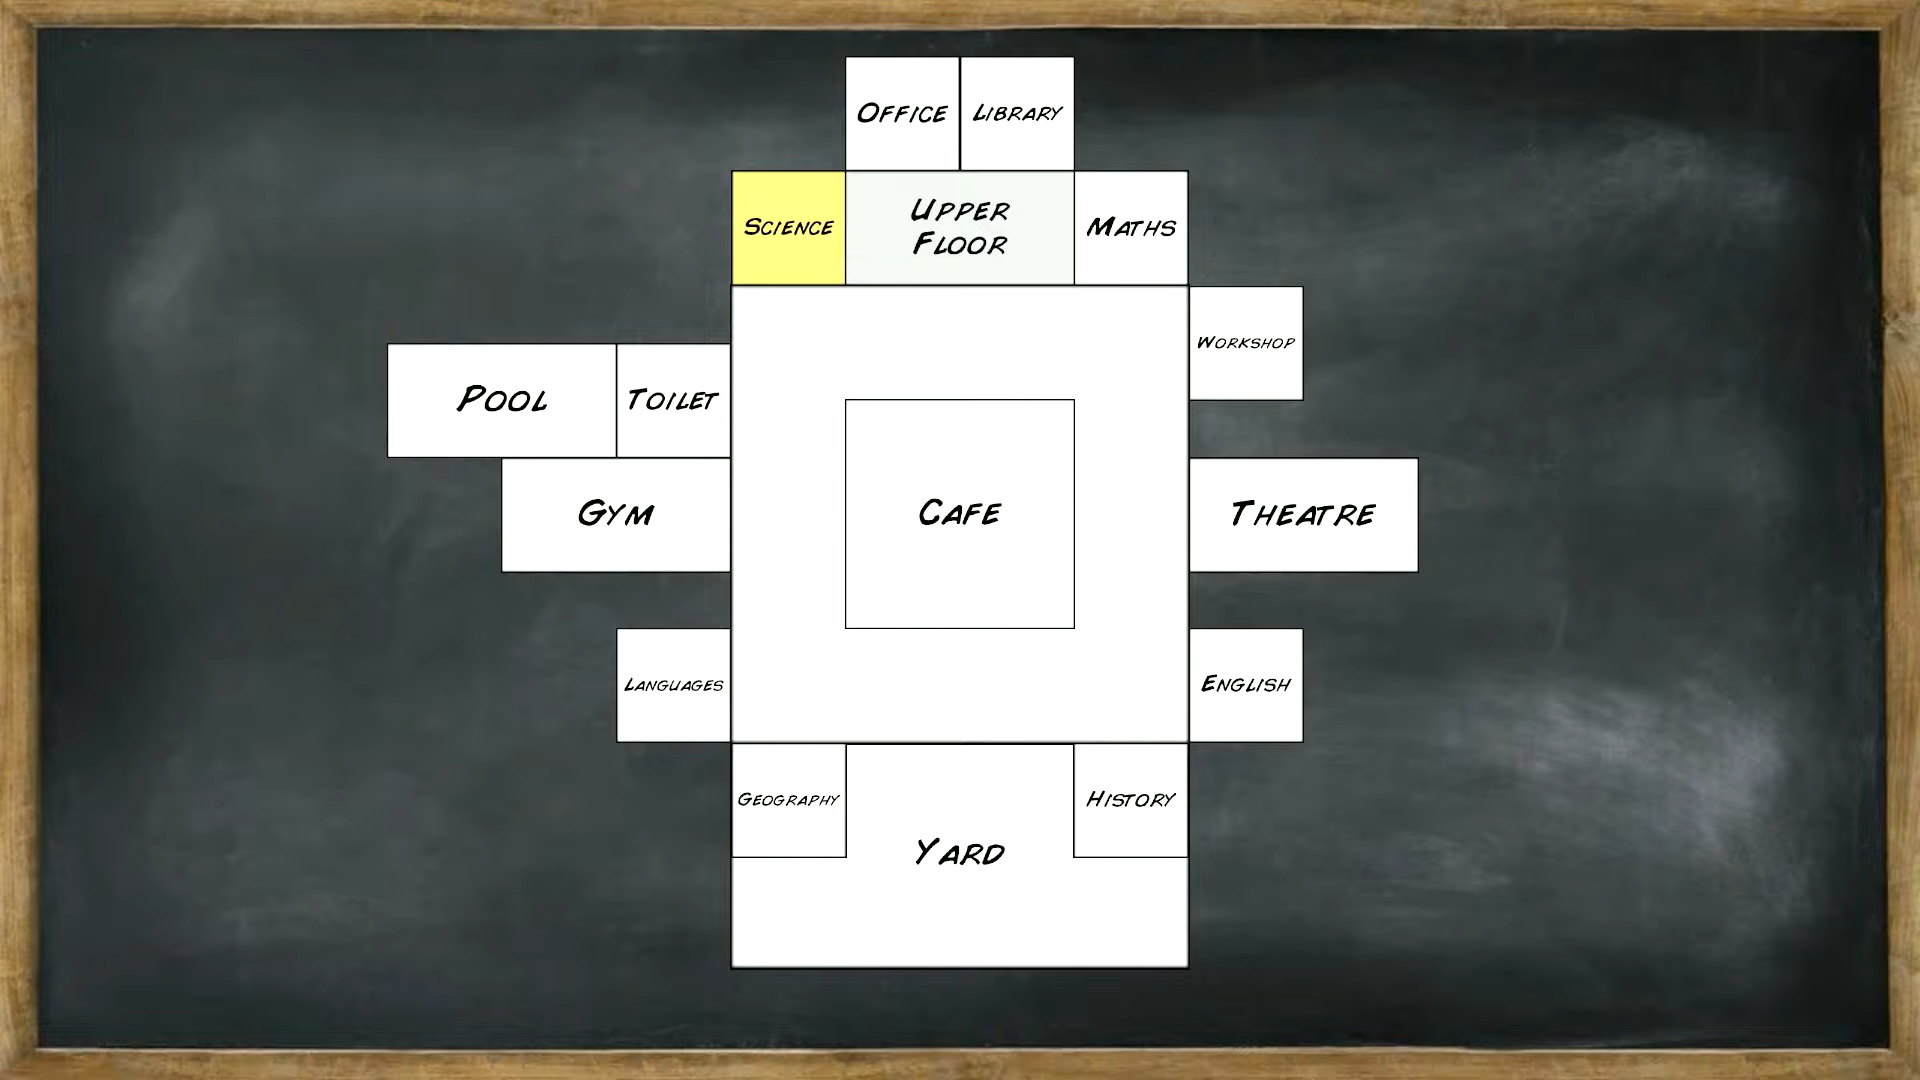 Office
Library
Science
Upper
Floor
Maths
Workshop
Pool
Toilet
Gym
Cafe
Theatre
Languages
English
Geography
History
Yard